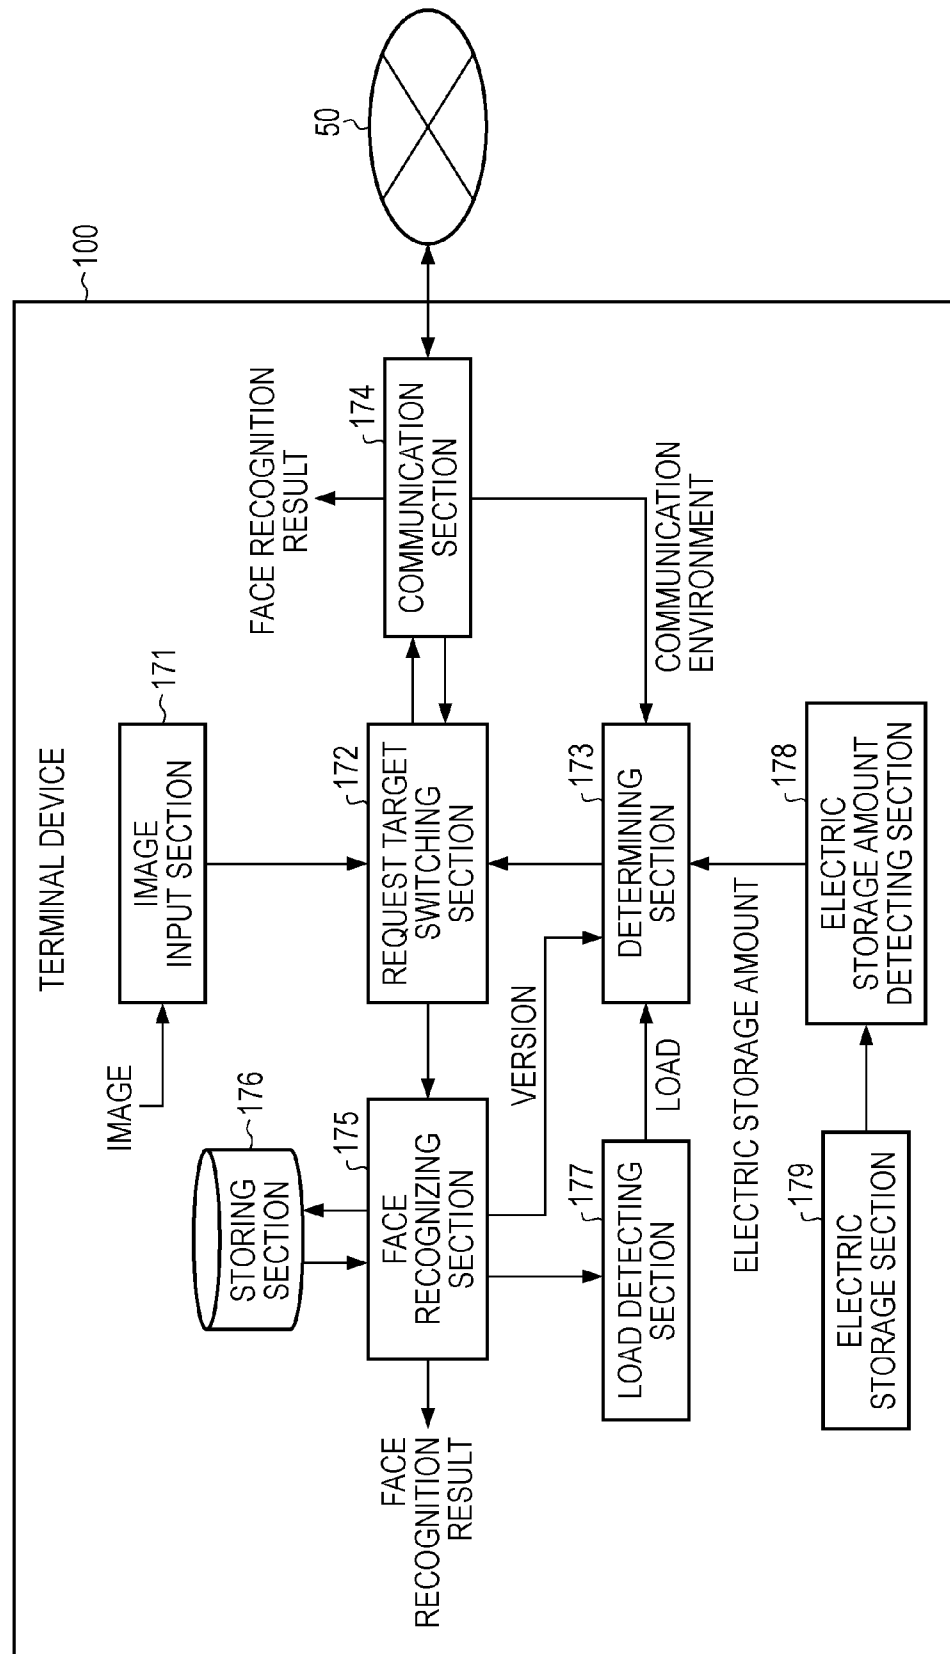 TERMINAL DEVICE
100
50
IMAGE
171
IMAGE
INPUT SECTION
FACE RECOGNITION
RESULT
176
STORING
SECTION
175
FACE
RECOGNIZING
SECTION
172
REQUEST TARGET
SWITCHING
SECTION
174
COMMUNICATION
SECTION
FACE
RECOGNITION
RESULT
VERSION
177
LOAD DETECTING
SECTION
LOAD
173
DETERMINING
SECTION
COMMUNICATION
ENVIRONMENT
ELECTRIC STORAGE AMOUNT
179
ELECTRIC
STORAGE SECTION
178
ELECTRIC
STORAGE AMOUNT
DETECTING SECTION